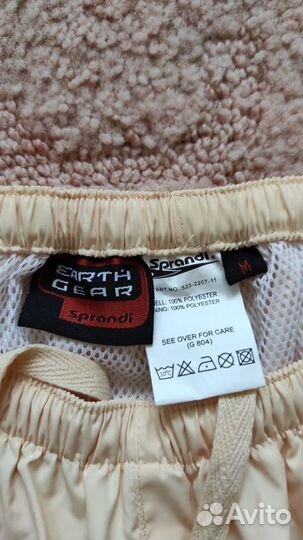 EARTH
GEAR
Sprandi
Sprandi
M
ART NO. 523-2207-11
SHELL: 100% POLYESTER
LINING: 100% POLYESTER
SEE OVER FOR CARE
(G 804)
Avito